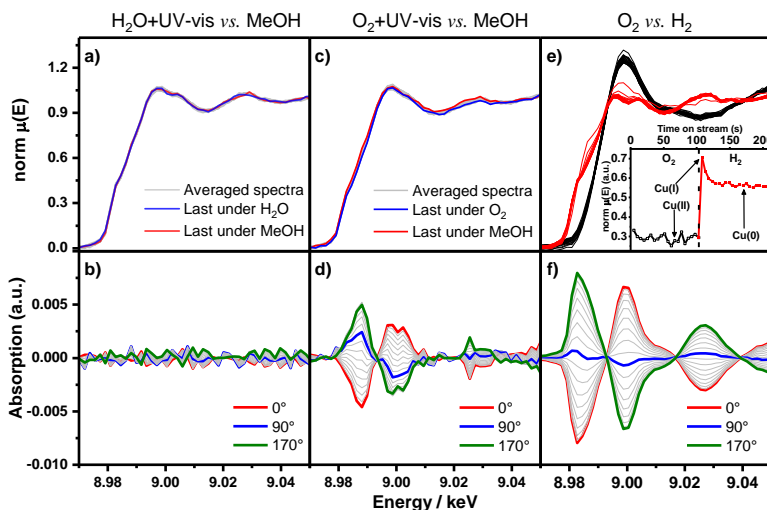 H₂O+UV-vis vs. MeOH
O₂+UV-vis vs. MeOH
O₂ vs. H₂
norm μ(E)
1.2
0.9
0.6
0.3
0.0
a)
Averaged spectra
Last under H₂O
Last under MeOH
c)
Averaged spectra
Last under O₂
Last under MeOH
e)
Time on stream (s)
0 50 100 150 200
norm μ(E) (a.u.)
0.7
0.6
0.5
0.4
0.3
O₂
H₂
Cu(I)
Cu(II)
Cu(0)
Absorption (a.u.)
0.005
0.000
-0.005
-0.010
b)
0°
90°
170°
d)
0°
90°
170°
f)
0°
90°
170°
8.98 9.00 9.02 9.04 8.98 9.00 9.02 9.04 8.98 9.00 9.02 9.04
Energy / keV